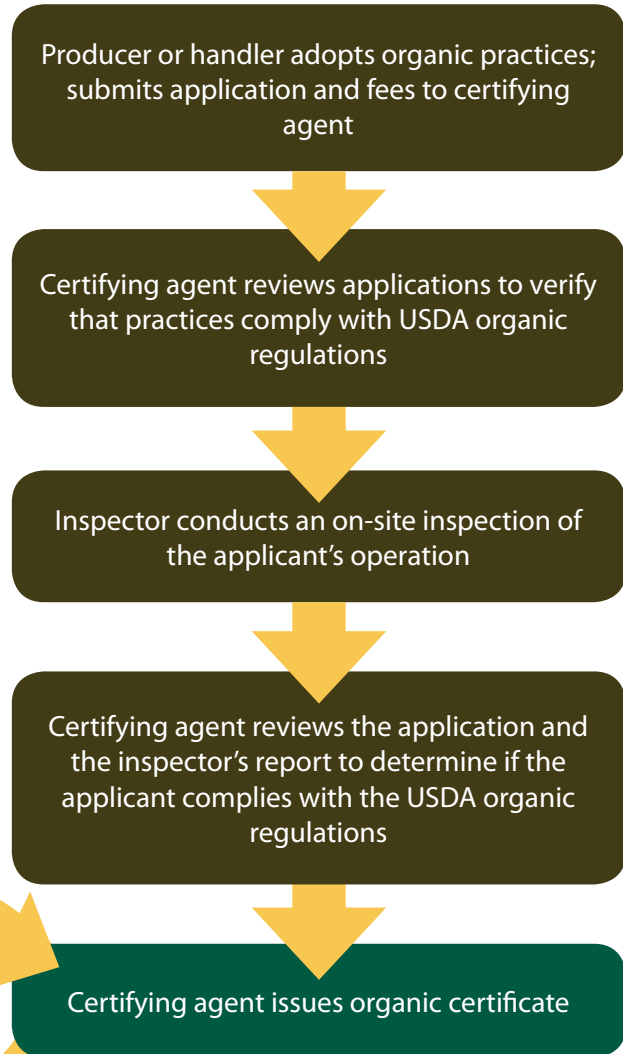 Producer or handler adopts organic practices;
submits application and fees to certifying
agent
Certifying agent reviews applications to verify
that practices comply with USDA organic
regulations
Inspector conducts an on-site inspection of
the applicant’s operation
Certifying agent reviews the application and
the inspector’s report to determine if the
applicant complies with the USDA organic
regulations
Certifying agent issues organic certificate